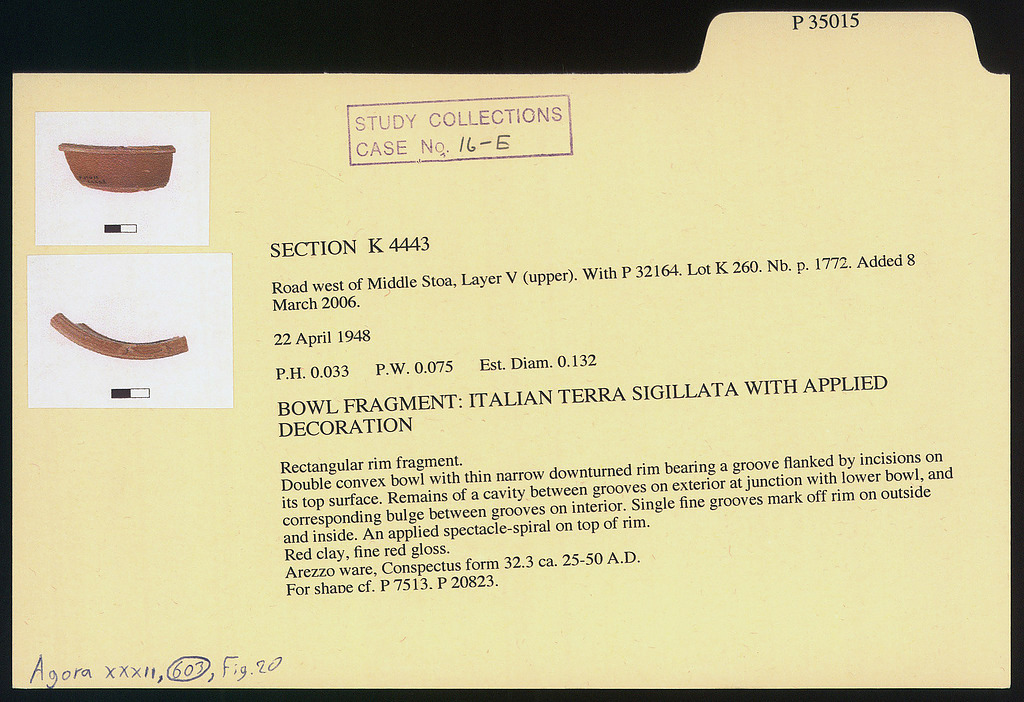 P 35015
STUDY COLLECTIONS
CASE No. 16-E
SECTION K 4443
Road west of Middle Stoa, Layer V (upper). With P 32164. Lot K 260. Nb. p. 1772. Added 8
March 2006.
22 April 1948
P.H. 0.033 P.W. 0.075 Est. Diam. 0.132
BOWL FRAGMENT: ITALIAN TERRA SIGILLATA WITH APPLIED
DECORATION
Rectangular rim fragment.
Double convex bowl with thin narrow downturned rim bearing a groove flanked by incisions on
its top surface. Remains of a cavity between grooves on exterior at junction with lower bowl, and
corresponding bulge between grooves on interior. Single fine grooves mark off rim on outside
and inside. An applied spectacle-spiral on top of rim.
Red clay, fine red gloss.
Arezzo ware, Conspectus form 32.3 ca. 25-50 A.D.
For shape cf. P 7513. P 20823.
Agora XXXII, 603, Fig. 20